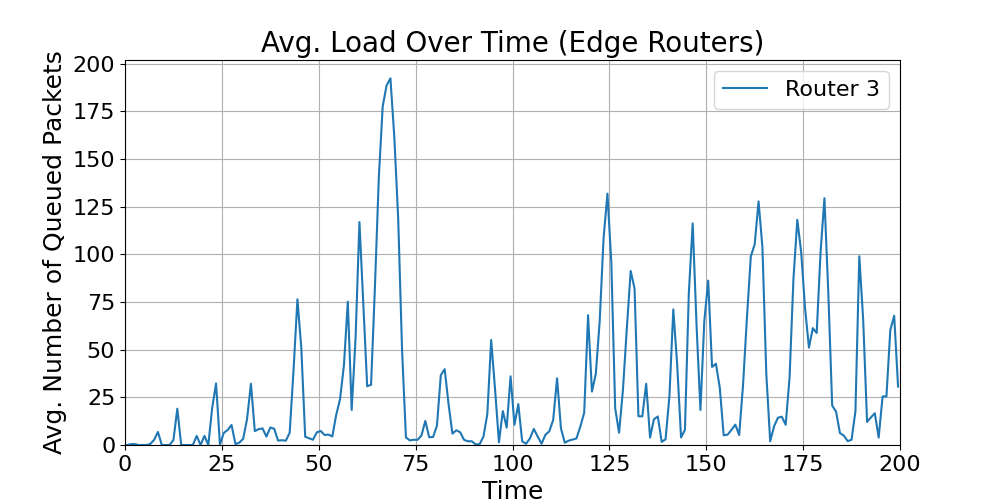 Avg. Load Over Time (Edge Routers)
Avg. Number of Queued Packets
200
175
150
125
100
75
50
25
0
Router 3
0 25 50 75 100 125 150 175 200
Time